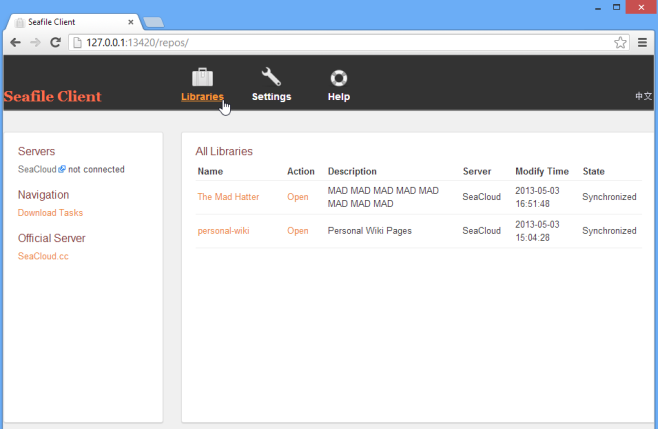 Seafile Client
127.0.0.1:13420/repos/
Seafile Client
Libraries
Settings
Help
中文
Servers
SeaCloud not connected
Navigation
Download Tasks
Official Server
SeaCloud.cc
All Libraries
Name Action Description Server Modify Time State
The Mad Hatter Open MAD MAD MAD MAD MAD SeaCloud 2013-05-03 Synchronized
MAD MAD MAD 16:51:48
personal-wiki Open Personal Wiki Pages SeaCloud 2013-05-03 Synchronized
15:04:28